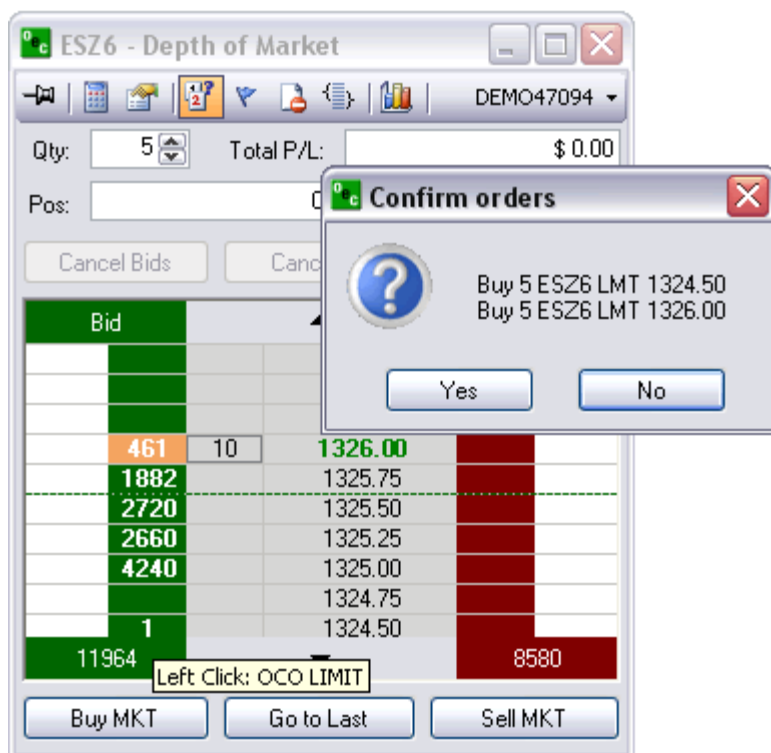 oec ESZ6 - Depth of Market
DEMO47094
Qty: 5 Total P/L: $ 0.00
Pos:
oec Confirm orders
Buy 5 ESZ6 LMT 1324.50
Buy 5 ESZ6 LMT 1326.00
Yes No
Cancel Bids
Bid
461 10 1326.00
1882 1325.75
2720 1325.50
2660 1325.25
4240 1325.00
1324.75
1 1324.50
11964 8580
Left Click: OCO LIMIT
Buy MKT Go to Last Sell MKT